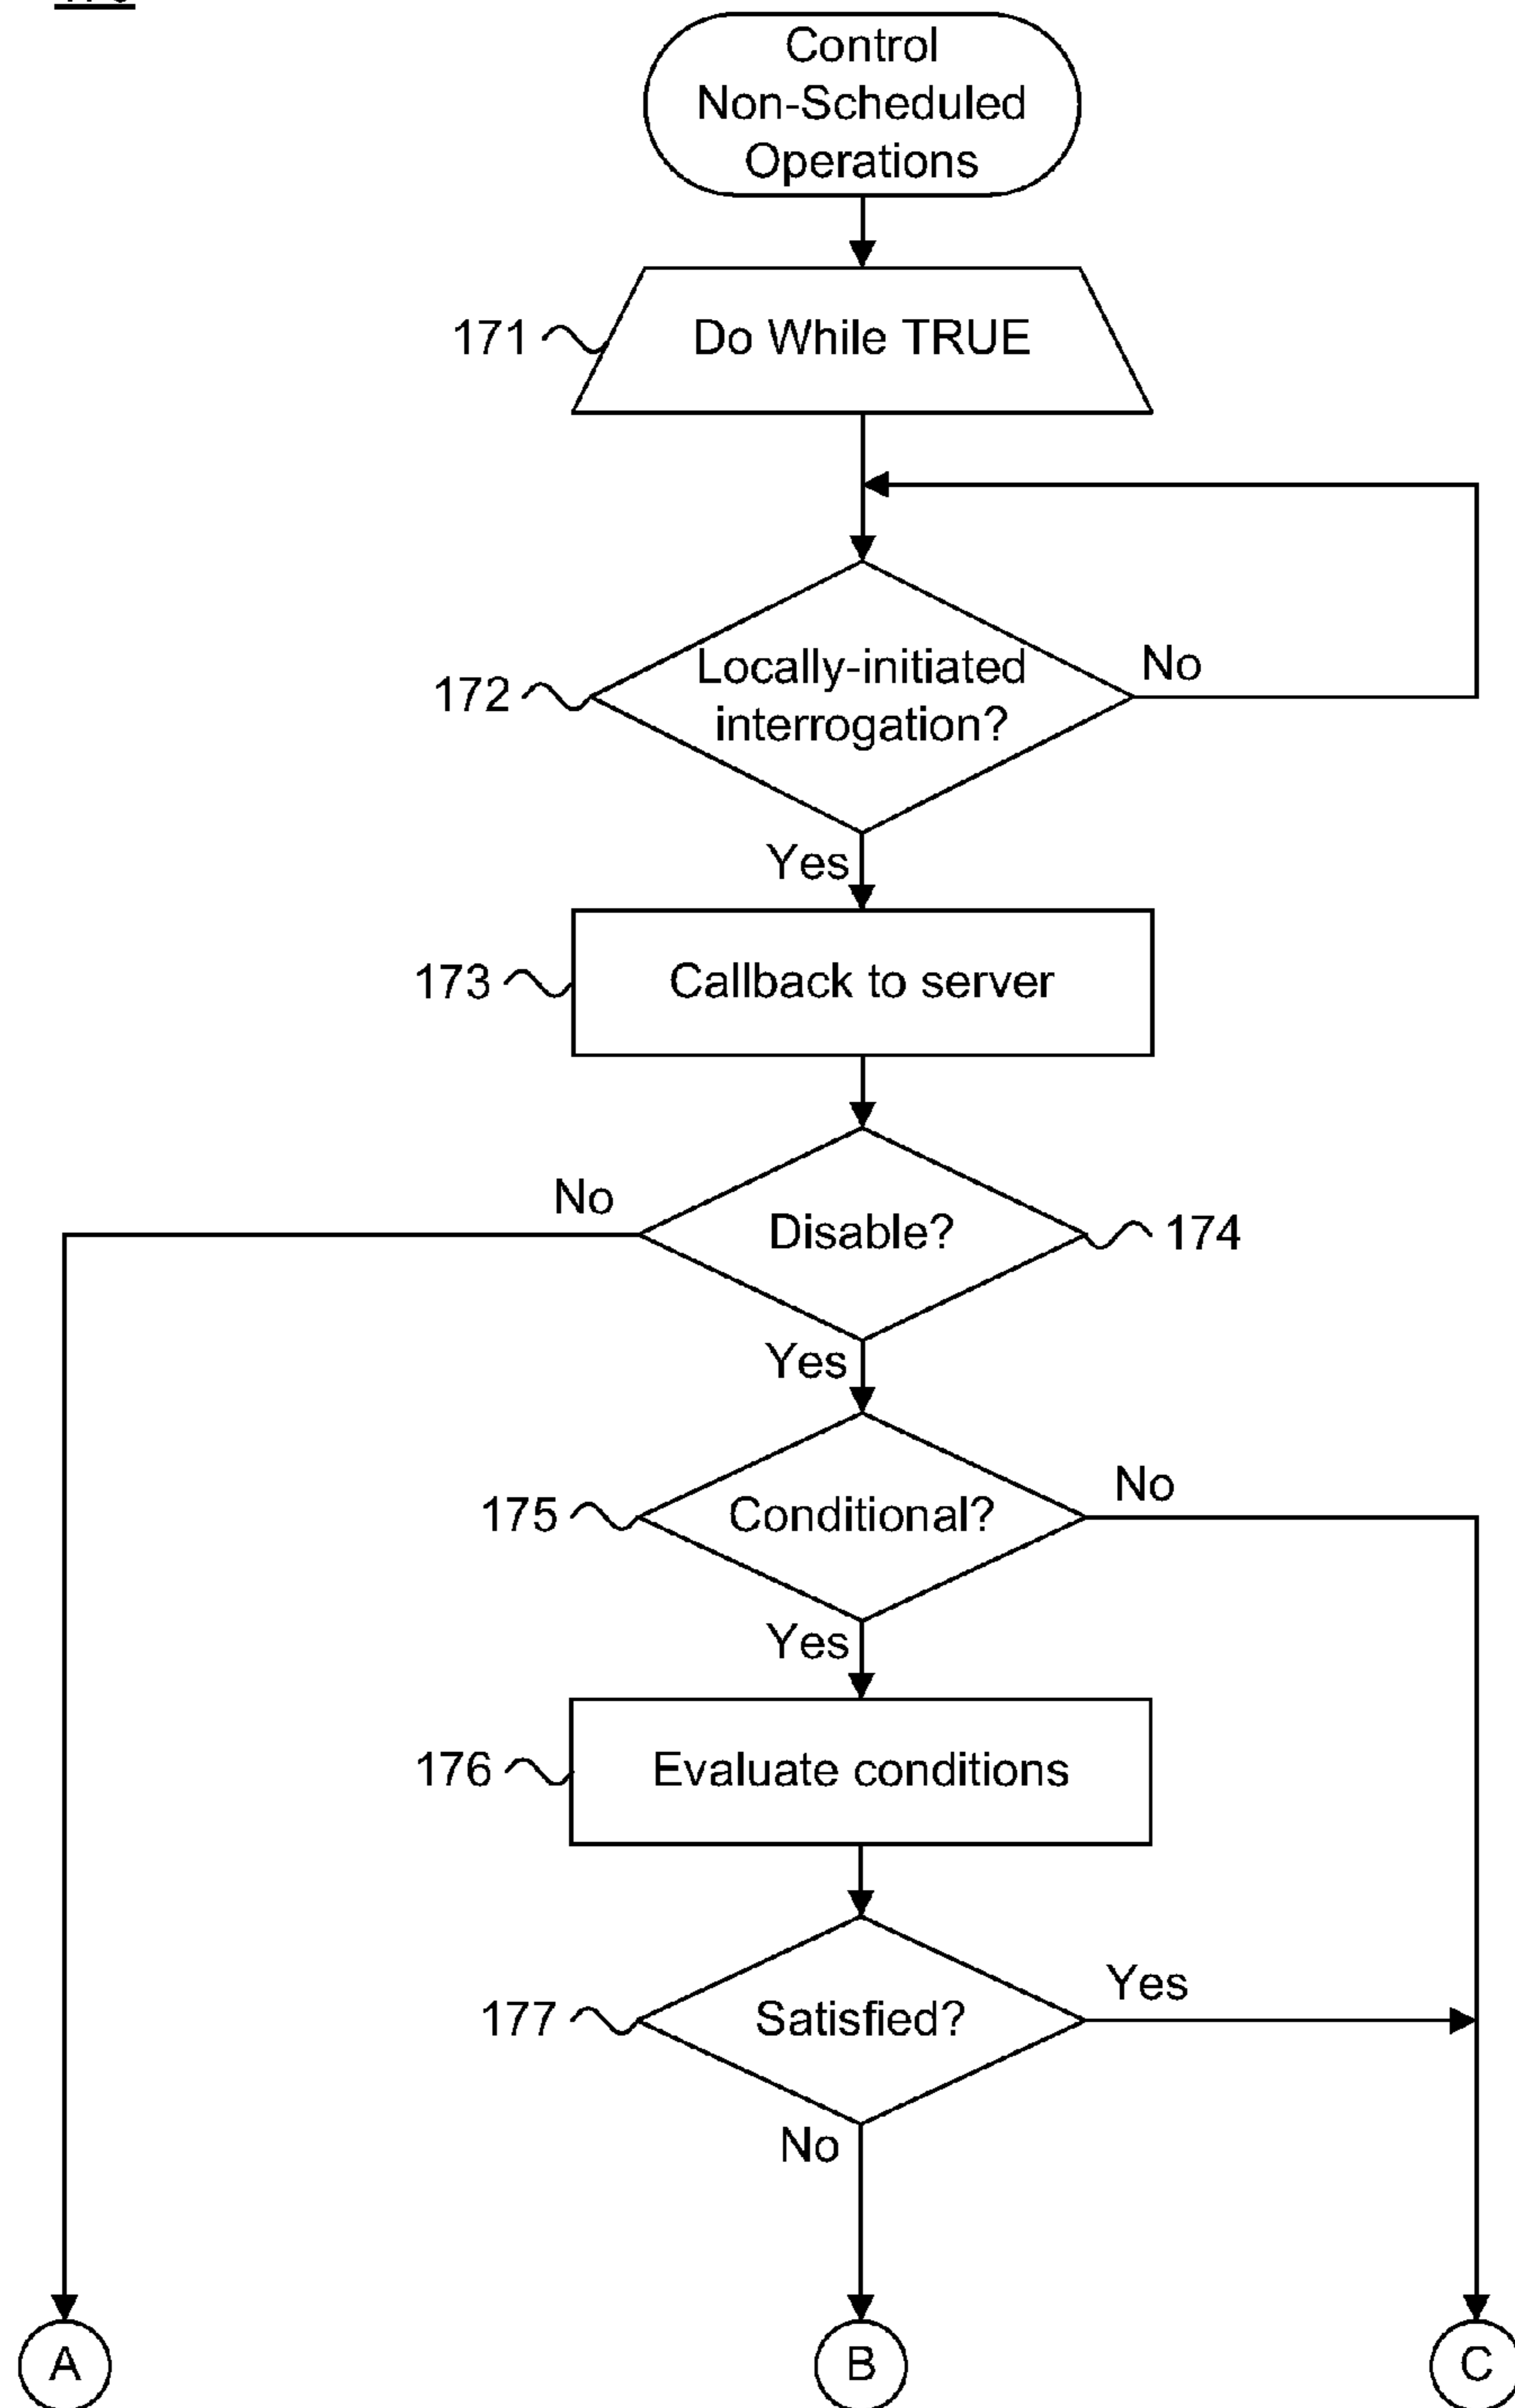 Control
Non-Scheduled
Operations
171
Do While TRUE
Locally-initiated
interrogation?
No
172
Yes
173
Callback to server
No
Disable?
174
Yes
175
Conditional?
No
Yes
176
Evaluate conditions
177
Satisfied?
Yes
No
A
B
C